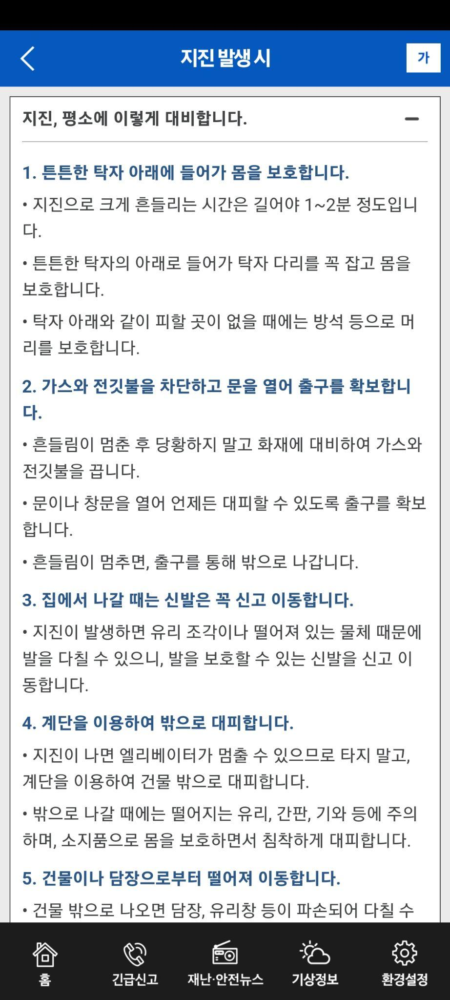 지진 발생 시
가
지진, 평소에 이렇게 대비합니다.
1. 튼튼한 탁자 아래에 들어가 몸을 보호합니다.
• 지진으로 크게 흔들리는 시간은 길어야 1~2분 정도입니
다.
• 튼튼한 탁자의 아래로 들어가 탁자 다리를 꼭 잡고 몸을
보호합니다.
• 탁자 아래와 같이 피할 곳이 없을 때에는 방석 등으로 머
리를 보호합니다.
2. 가스와 전깃불을 차단하고 문을 열어 출구를 확보합니
다.
• 흔들림이 멈춘 후 당황하지 말고 화재에 대비하여 가스와
전깃불을 끕니다.
• 문이나 창문을 열어 언제든 대피할 수 있도록 출구를 확보
합니다.
• 흔들림이 멈추면, 출구를 통해 밖으로 나갑니다.
3. 집에서 나갈 때는 신발은 꼭 신고 이동합니다.
• 지진이 발생하면 유리 조각이나 떨어져 있는 물체 때문에
발을 다칠 수 있으니, 발을 보호할 수 있는 신발을 신고 이
동합니다.
4. 계단을 이용하여 밖으로 대피합니다.
• 지진이 나면 엘리베이터가 멈출 수 있으므로 타지 말고,
계단을 이용하여 건물 밖으로 대피합니다.
• 밖으로 나갈 때에는 떨어지는 유리, 간판, 기와 등에 주의
하며, 소지품으로 몸을 보호하면서 침착하게 대피합니다.
5. 건물이나 담장으로부터 떨어져 이동합니다.
• 건물 밖으로 나오면 담장, 유리창 등이 파손되어 다칠 수
홈 긴급신고 재난·안전뉴스 기상정보 환경설정